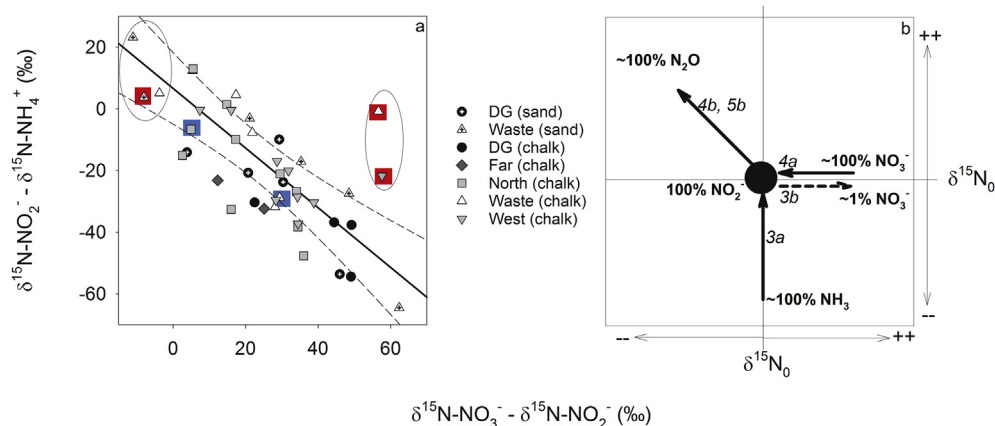 a
20
0
-20
-40
-60
0 20 40 60
δ¹⁵N-NO₂⁻ - δ¹⁵N-NH₄⁺ (‰)
DG (sand)
Waste (sand)
DG (chalk)
Far (chalk)
North (chalk)
Waste (chalk)
West (chalk)
b
++
~100% N₂O
4b, 5b
4a
~100% NO₃⁻
100% NO₂⁻
3b
~1% NO₃⁻
δ¹⁵N₀
3a
~100% NH₃
--
-- ++
δ¹⁵N₀
δ¹⁵N-NO₃⁻ - δ¹⁵N-NO₂⁻ (‰)